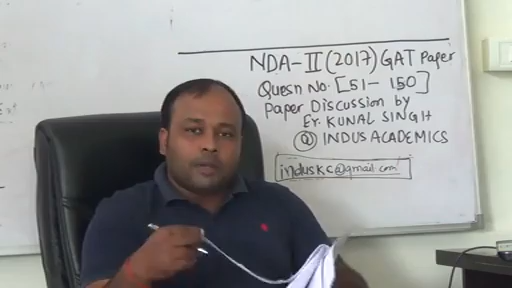 NDA-II (2017) GAT Paper
Quesn No. [51-150]
Paper Discussion by
Er. KUNAL SINGH
@ INDUS ACADEMICS
induskc@gmail.com